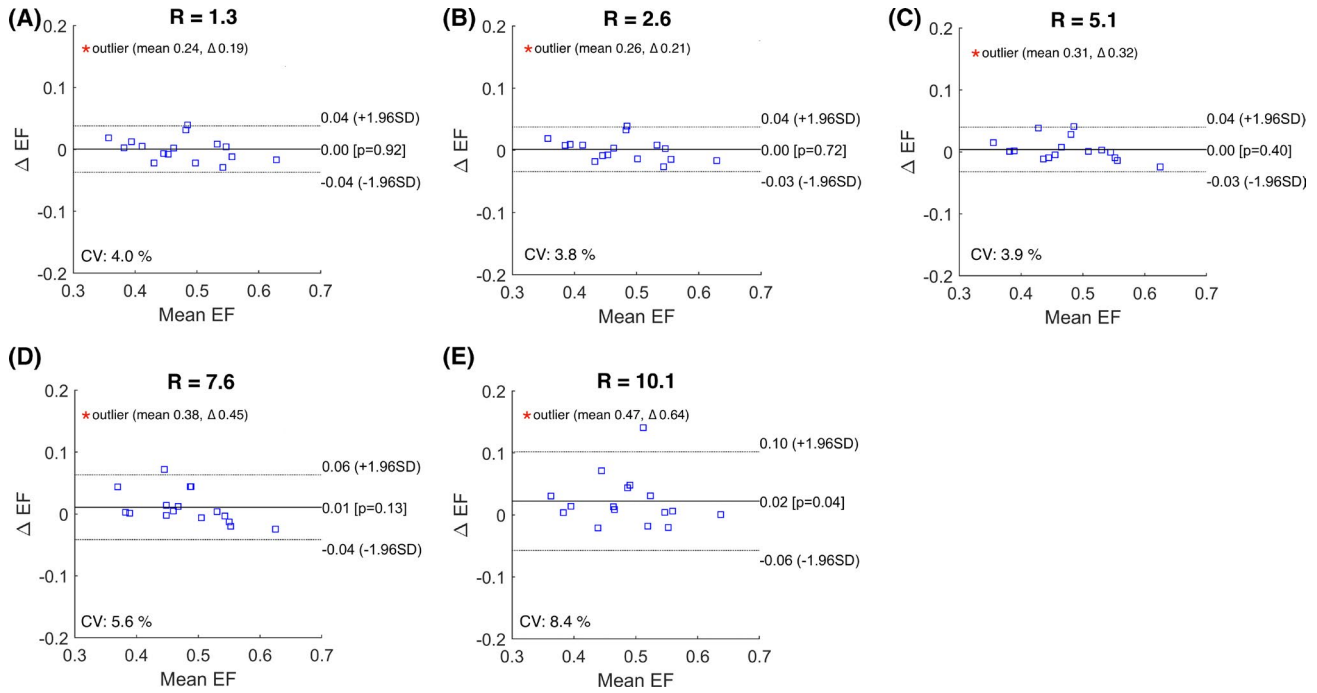 (A)
R = 1.3
0.2
0.1
0
-0.1
-0.2
Δ EF
* outlier (mean 0.24, Δ 0.19)
0.04 (+1.96SD)
0.00 [p=0.92]
-0.04 (-1.96SD)
CV: 4.0 %
0.3 0.4 0.5 0.6 0.7
Mean EF
(B)
R = 2.6
0.2
0.1
0
-0.1
-0.2
Δ EF
* outlier (mean 0.26, Δ 0.21)
0.04 (+1.96SD)
0.00 [p=0.72]
-0.03 (-1.96SD)
CV: 3.8 %
0.3 0.4 0.5 0.6 0.7
Mean EF
(C)
R = 5.1
0.2
0.1
0
-0.1
-0.2
Δ EF
* outlier (mean 0.31, Δ 0.32)
0.04 (+1.96SD)
0.00 [p=0.40]
-0.03 (-1.96SD)
CV: 3.9 %
0.3 0.4 0.5 0.6 0.7
Mean EF
(D)
R = 7.6
0.2
0.1
0
-0.1
-0.2
Δ EF
* outlier (mean 0.38, Δ 0.45)
0.06 (+1.96SD)
0.01 [p=0.13]
-0.04 (-1.96SD)
CV: 5.6 %
0.3 0.4 0.5 0.6 0.7
Mean EF
(E)
R = 10.1
0.2
0.1
0
-0.1
-0.2
Δ EF
* outlier (mean 0.47, Δ 0.64)
0.10 (+1.96SD)
0.02 [p=0.04]
-0.06 (-1.96SD)
CV: 8.4 %
0.3 0.4 0.5 0.6 0.7
Mean EF